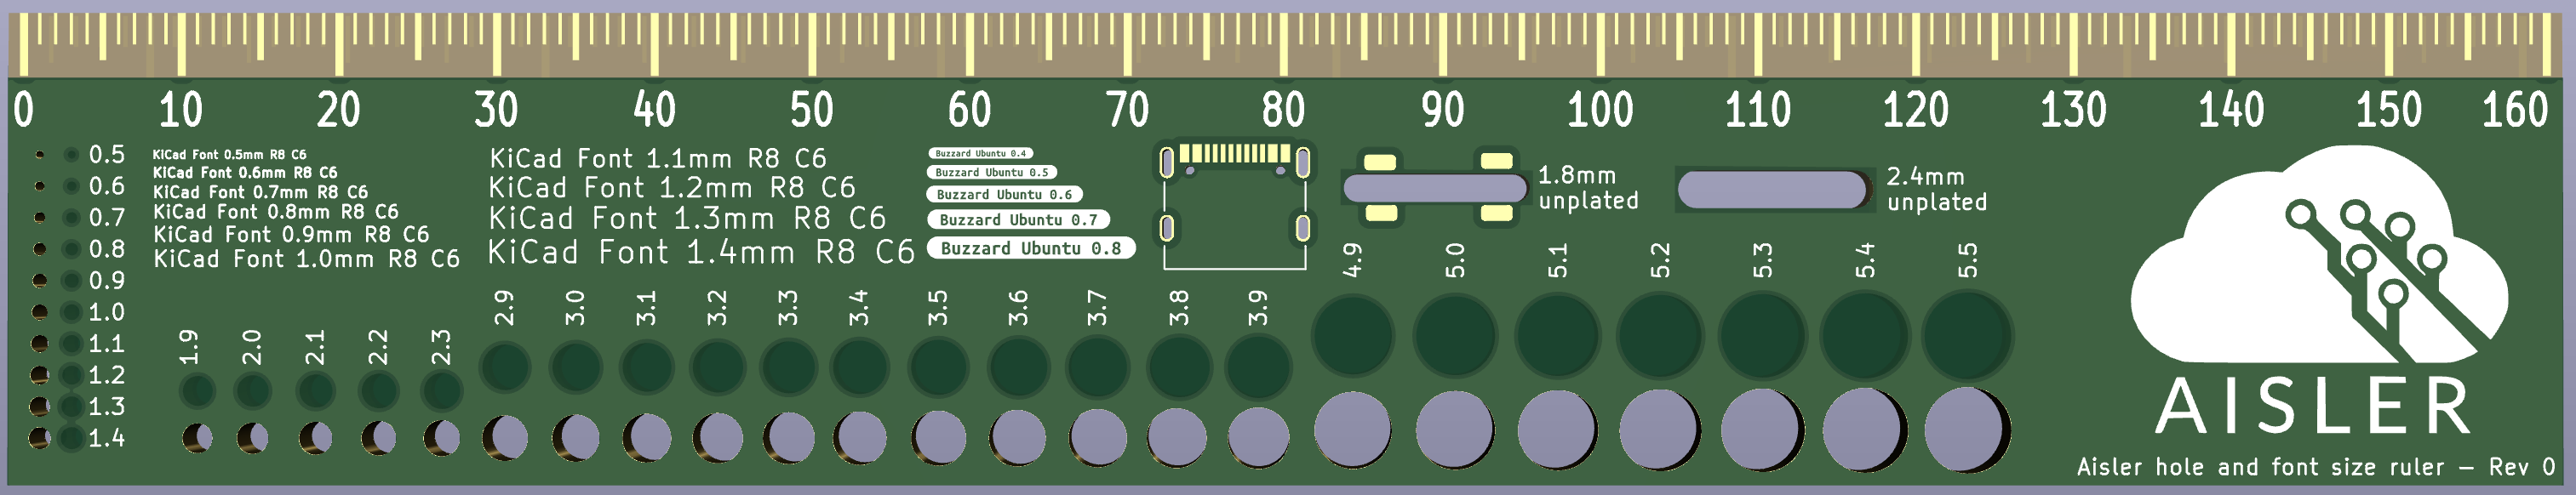 0 10 20 30 40 50 60 70 80 90 100 110 120 130 140 150 160
0.5
0.6
0.7
0.8
0.9
1.0
1.1
1.2
1.3
1.4
KiCad Font 0.5mm R8 C6
KiCad Font 0.6mm R8 C6
KiCad Font 0.7mm R8 C6
KiCad Font 0.8mm R8 C6
KiCad Font 0.9mm R8 C6
KiCad Font 1.0mm R8 C6
KiCad Font 1.1mm R8 C6
KiCad Font 1.2mm R8 C6
KiCad Font 1.3mm R8 C6
KiCad Font 1.4mm R8 C6
Buzzard Ubuntu 0.4
Buzzard Ubuntu 0.5
Buzzard Ubuntu 0.6
Buzzard Ubuntu 0.7
Buzzard Ubuntu 0.8
1.8mm
unplated
2.4mm
unplated
1.9 2.0 2.1 2.2 2.3
2.9 3.0 3.1 3.2 3.3 3.4 3.5 3.6 3.7 3.8 3.9
4.9 5.0 5.1 5.2 5.3 5.4 5.5
AISLER
Aisler hole and font size ruler – Rev 0